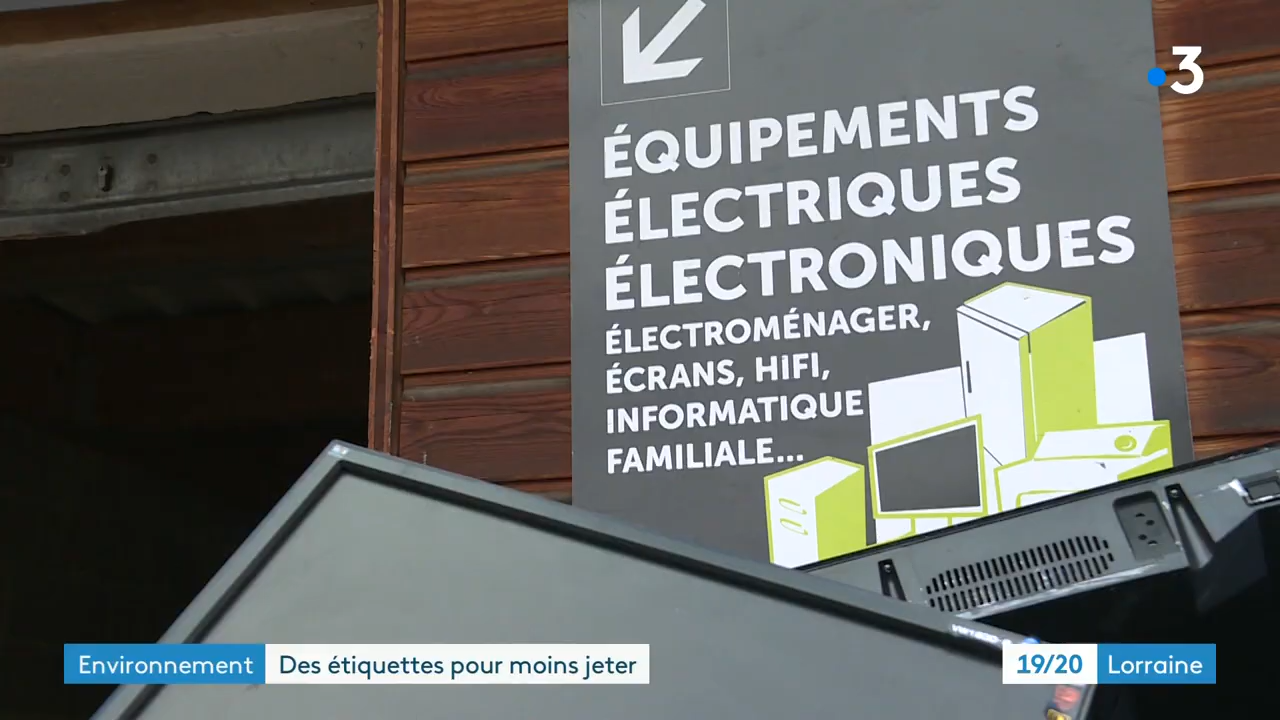 3
ÉQUIPEMENTS
ÉLECTRIQUES
ÉLECTRONIQUES
ÉLECTROMÉNAGER,
ÉCRANS, HIFI,
INFORMATIQUE
FAMILIALE...
Environnement
Des étiquettes pour moins jeter
19/20
Lorraine